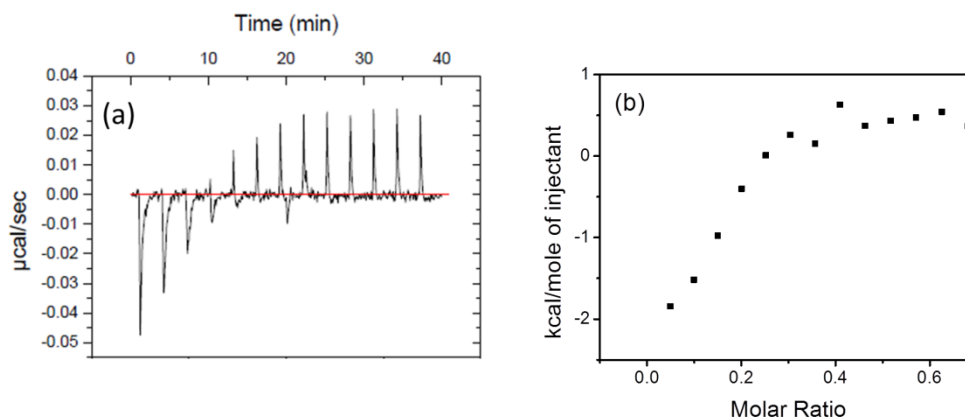 Time (min)
0 10 20 30 40
0.04
0.03
0.02
0.01
0.00
-0.01
-0.02
-0.03
-0.04
-0.05
µcal/sec
(a)
(b)
1
0
-1
-2
kcal/mole of injectant
0.0 0.2 0.4 0.6
Molar Ratio